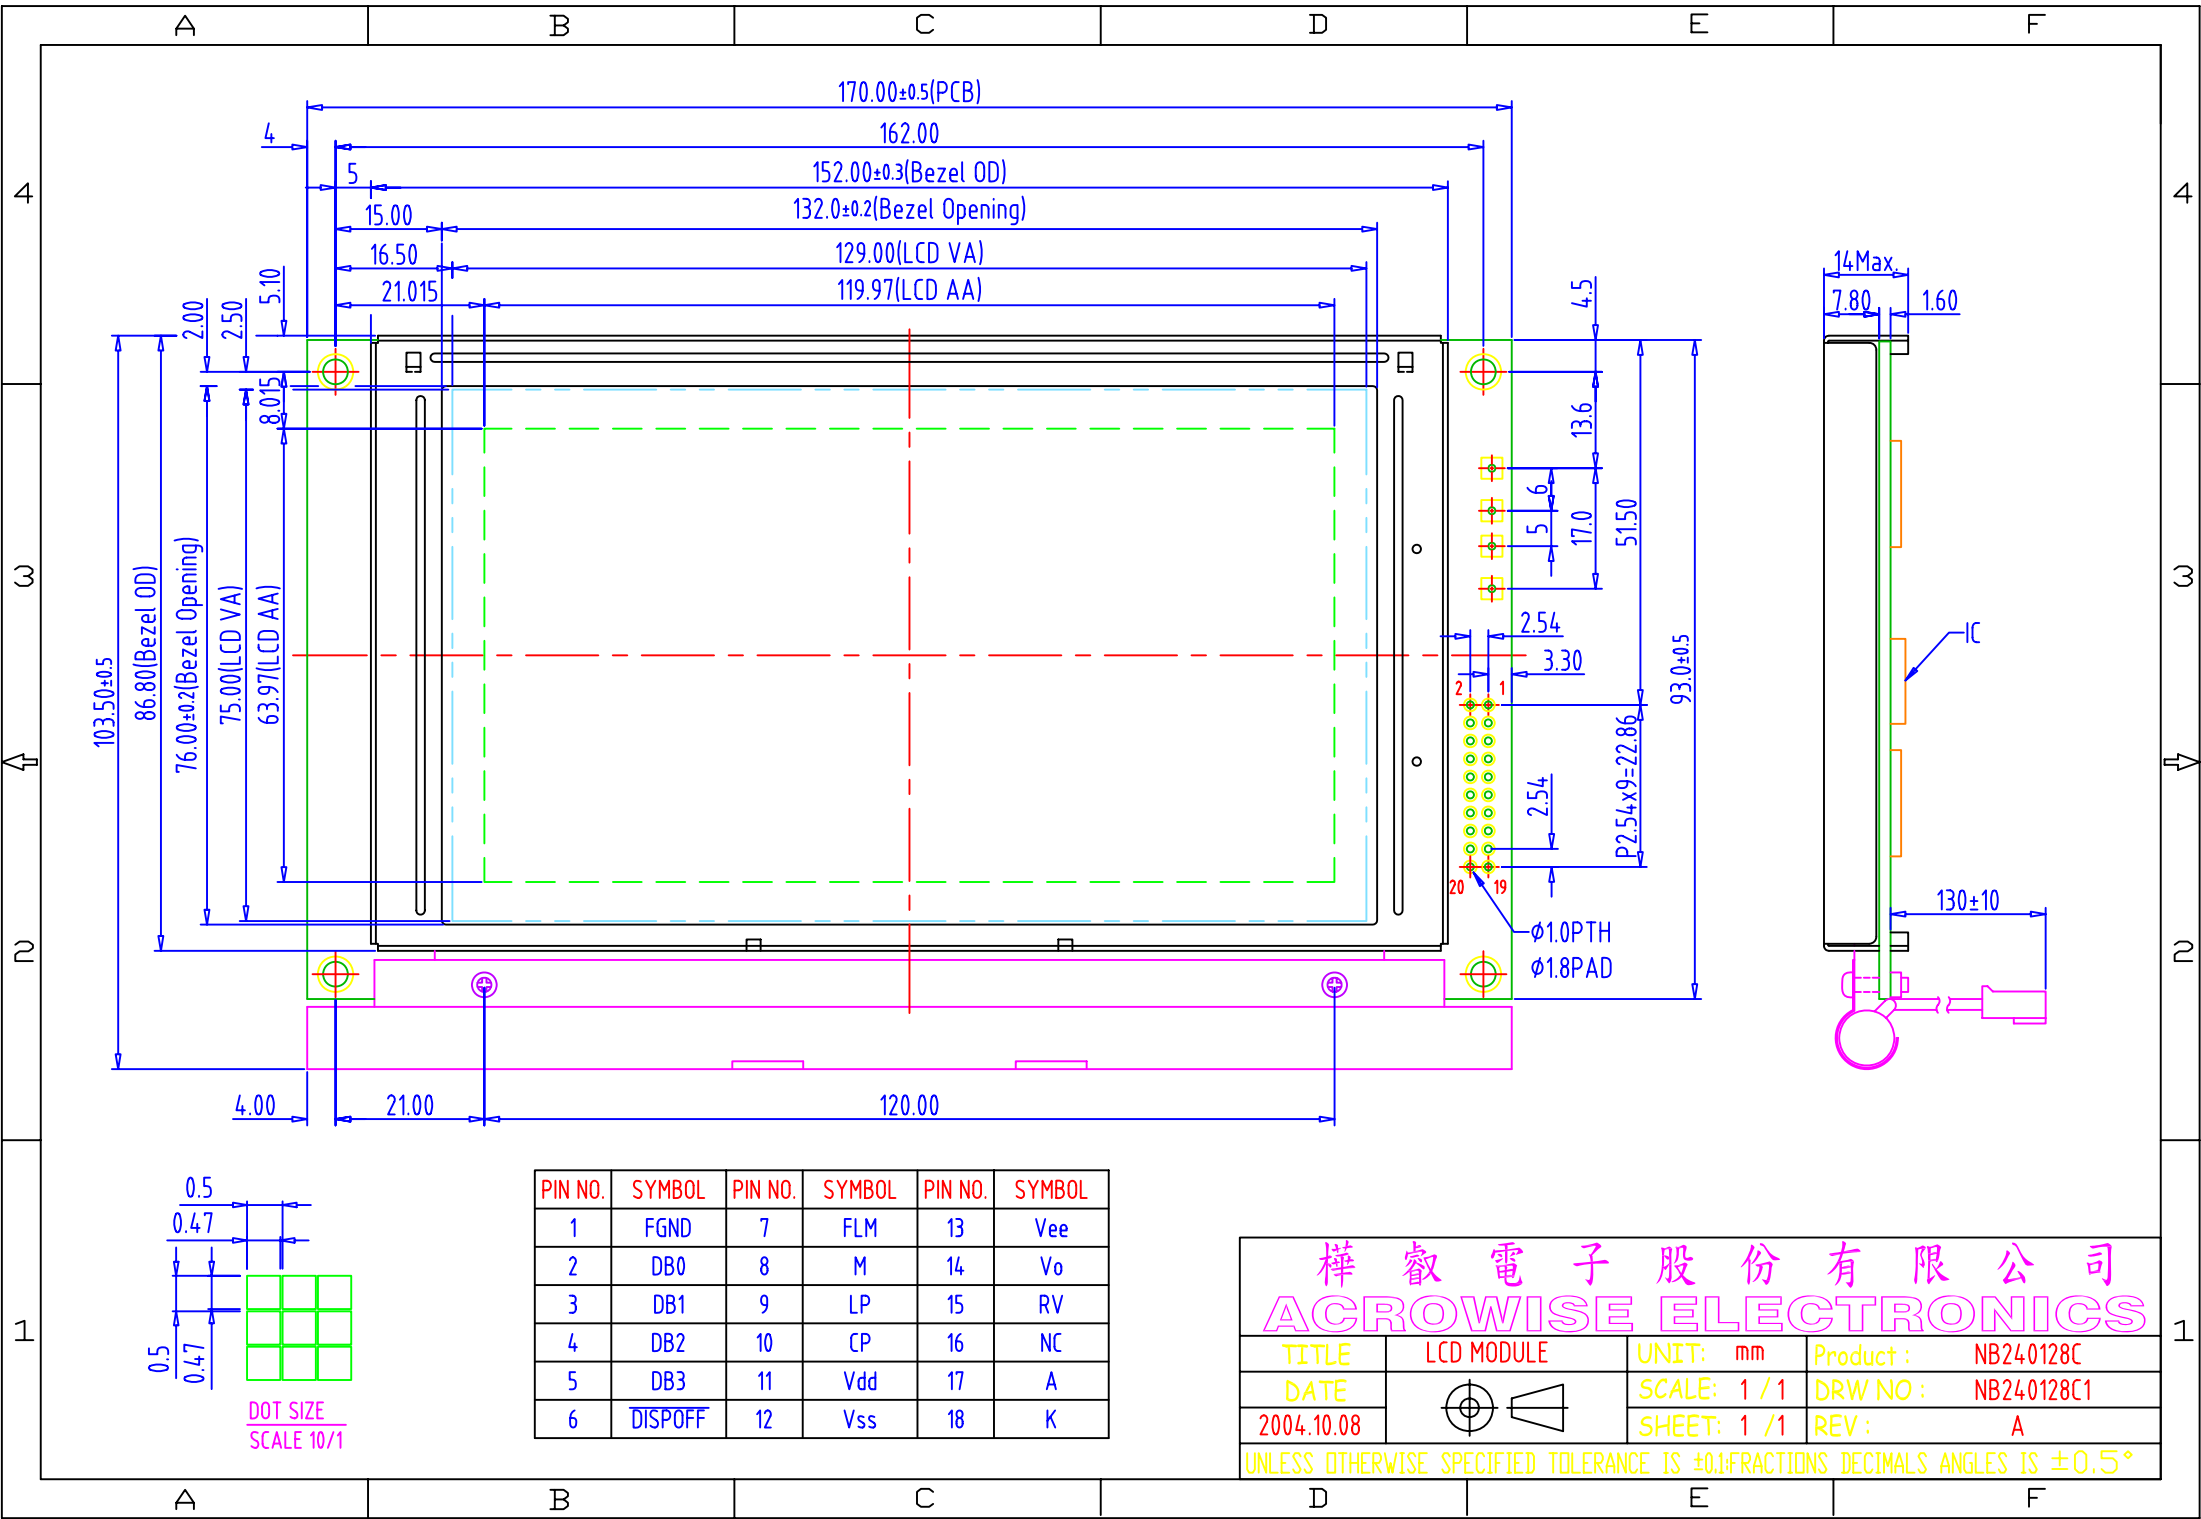 A B C D E F
170.00±0.5(PCB)
4 162.00
5 152.00±0.3(Bezel OD)
15.00 132.0±0.2(Bezel Opening)
16.50 129.00(LCD VA)
21.015 119.97(LCD AA)
4 4
2.00
2.50
5.10
8.015
103.50±0.5
86.80(Bezel OD)
76.00±0.2(Bezel Opening)
75.00(LCD VA)
63.97(LCD AA)
4.5
13.6
6
5
17.0
51.50
93.0±0.5
2.54
3.30
2 1
P2.54x9=22.86
2.54
20 19
ϕ1.0PTH
ϕ1.8PAD
14Max.
7.80 1.60
IC
130±10
3 3
2 2
4.00 21.00 120.00
0.5
0.47
0.5
0.47
DOT SIZE
SCALE 10/1
PIN NO. SYMBOL PIN NO. SYMBOL PIN NO. SYMBOL
1 FGND 7 FLM 13 Vee
2 DB0 8 M 14 Vo
3 DB1 9 LP 15 RV
4 DB2 10 CP 16 NC
5 DB3 11 Vdd 17 A
6 DISPOFF 12 Vss 18 K
1 1
樺叡電子股份有限公司
ACROWISE ELECTRONICS
TITLE LCD MODULE UNIT: mm Product: NB240128C
DATE SCALE: 1 / 1 DRW NO: NB240128C1
2004.10.08 SHEET: 1 /1 REV: A
UNLESS OTHERWISE SPECIFIED TOLERANCE IS ±0.1:FRACTIONS DECIMALS ANGLES IS ±0.5°
A B C D E F